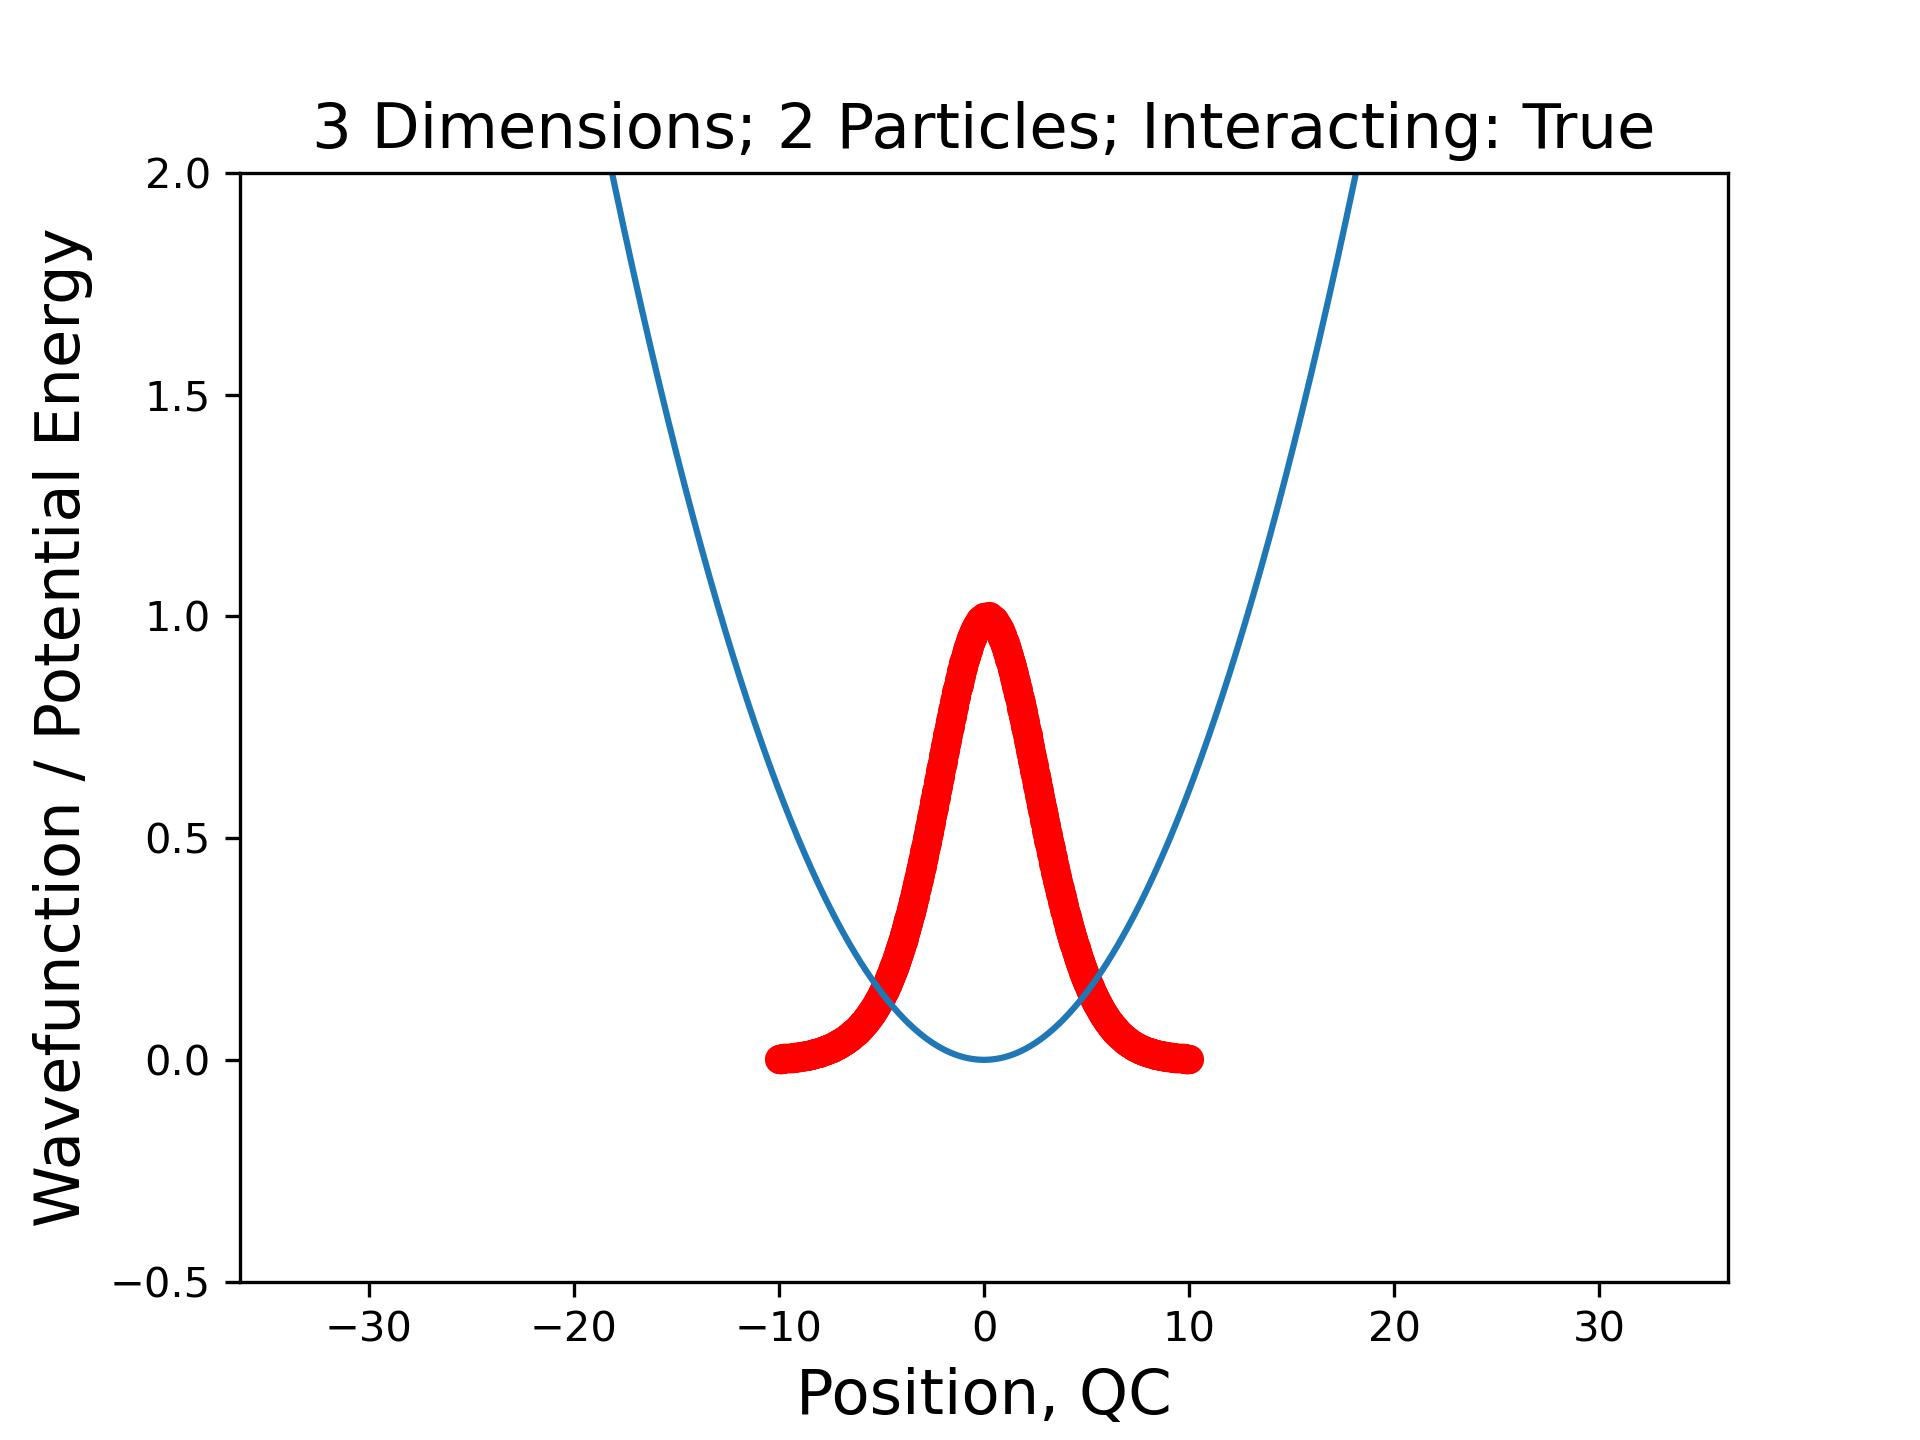 3 Dimensions; 2 Particles; Interacting: True
Wavefunction / Potential Energy
2.0
1.5
1.0
0.5
0.0
−0.5
−30 −20 −10 0 10 20 30
Position, QC